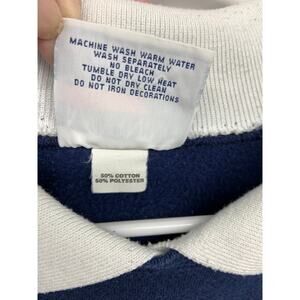 MACHINE WASH WARM WATER
WASH SEPARATELY
NO BLEACH
TUMBLE DRY LOW HEAT
DO NOT DRY CLEAN
DO NOT IRON DECORATIONS
50% COTTON
50% POLYESTER